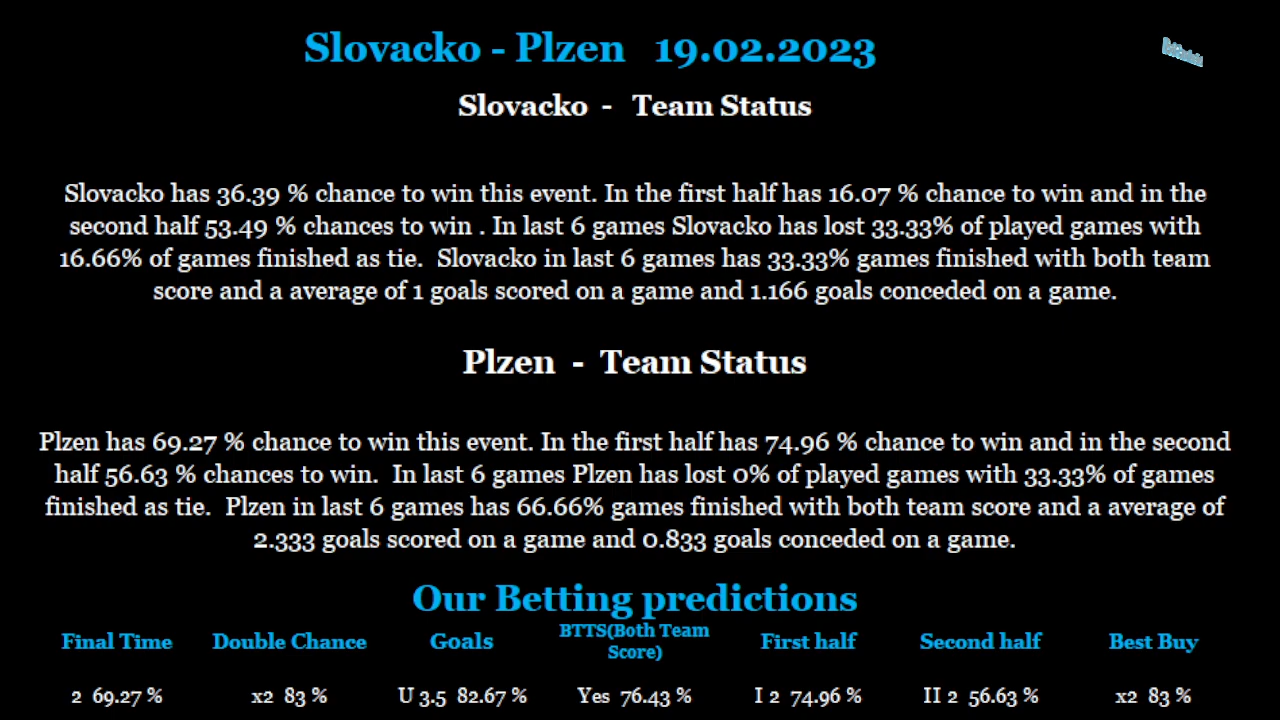 Slovacko - Plzen 19.02.2023
Slovacko - Team Status
Slovacko has 36.39 % chance to win this event. In the first half has 16.07 % chance to win and in the
second half 53.49 % chances to win . In last 6 games Slovacko has lost 33.33% of played games with
16.66% of games finished as tie. Slovacko in last 6 games has 33.33% games finished with both team
score and a average of 1 goals scored on a game and 1.166 goals conceded on a game.
Plzen - Team Status
Plzen has 69.27 % chance to win this event. In the first half has 74.96 % chance to win and in the second
half 56.63 % chances to win. In last 6 games Plzen has lost 0% of played games with 33.33% of games
finished as tie. Plzen in last 6 games has 66.66% games finished with both team score and a average of
2.333 goals scored on a game and 0.833 goals conceded on a game.
Our Betting predictions
Final Time Double Chance Goals BTTS(Both Team
Score) First half Second half Best Buy
2 69.27 % x2 83 % U 3.5 82.67 % Yes 76.43 % I 2 74.96 % II 2 56.63 % x2 83 %